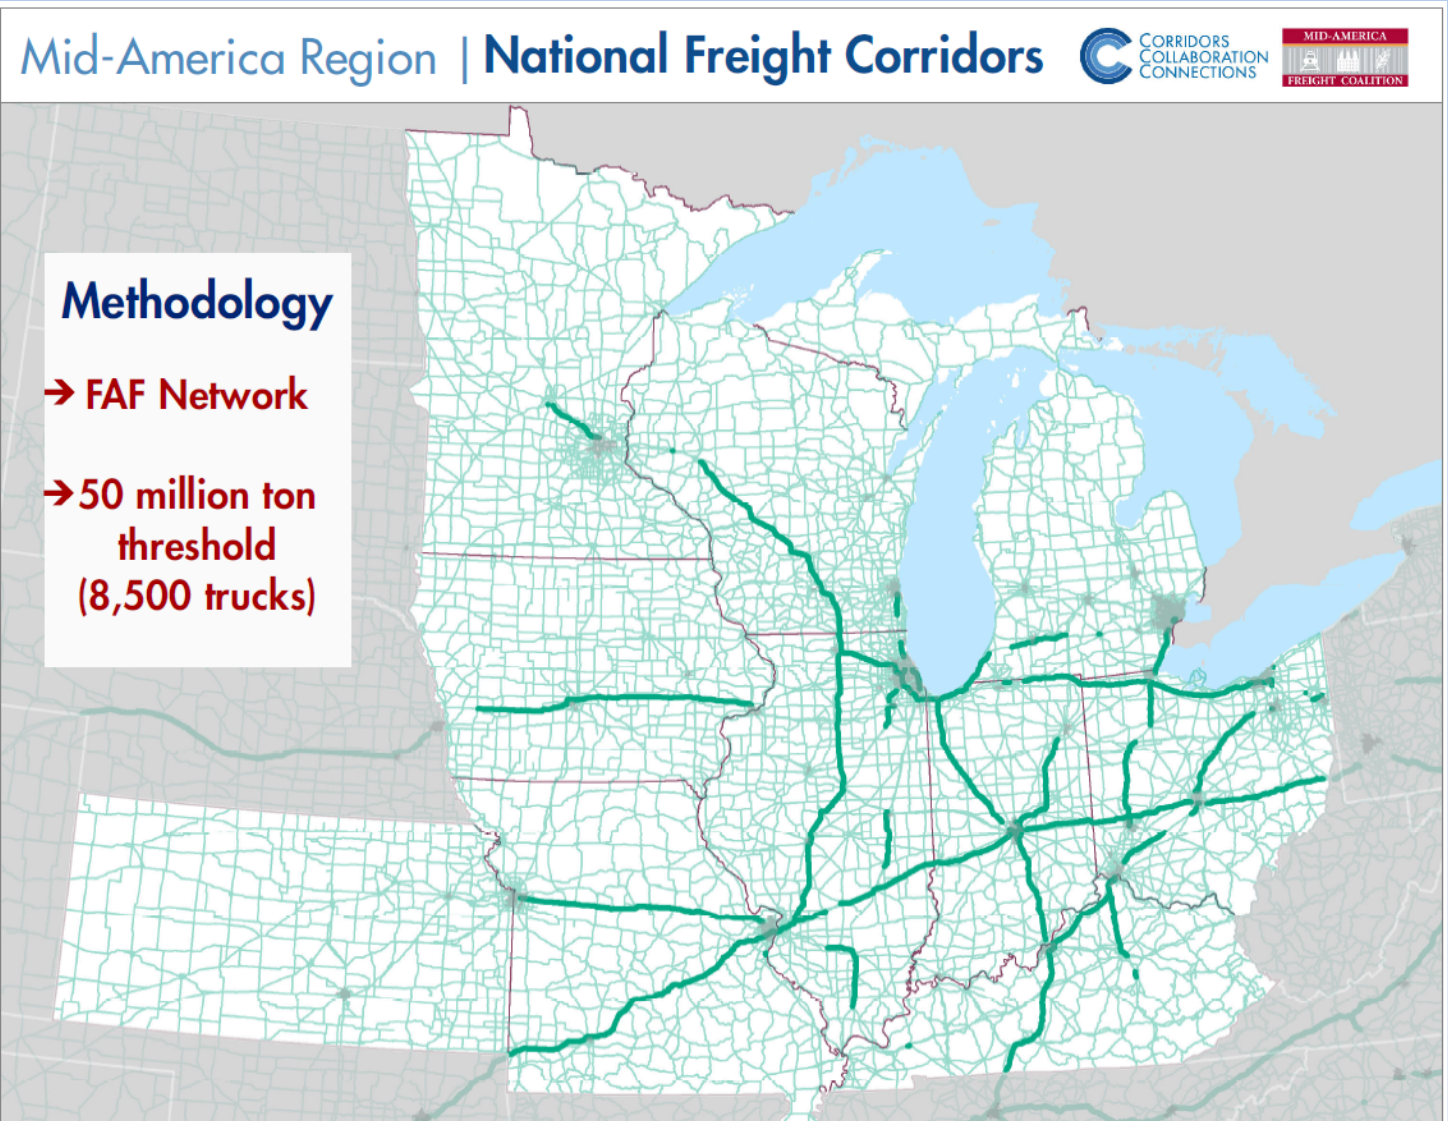 Mid-America Region | National Freight Corridors
CORRIDORS
COLLABORATION
CONNECTIONS
MID-AMERICA
FREIGHT COALITION
Methodology
→ FAF Network
→ 50 million ton
threshold
(8,500 trucks)